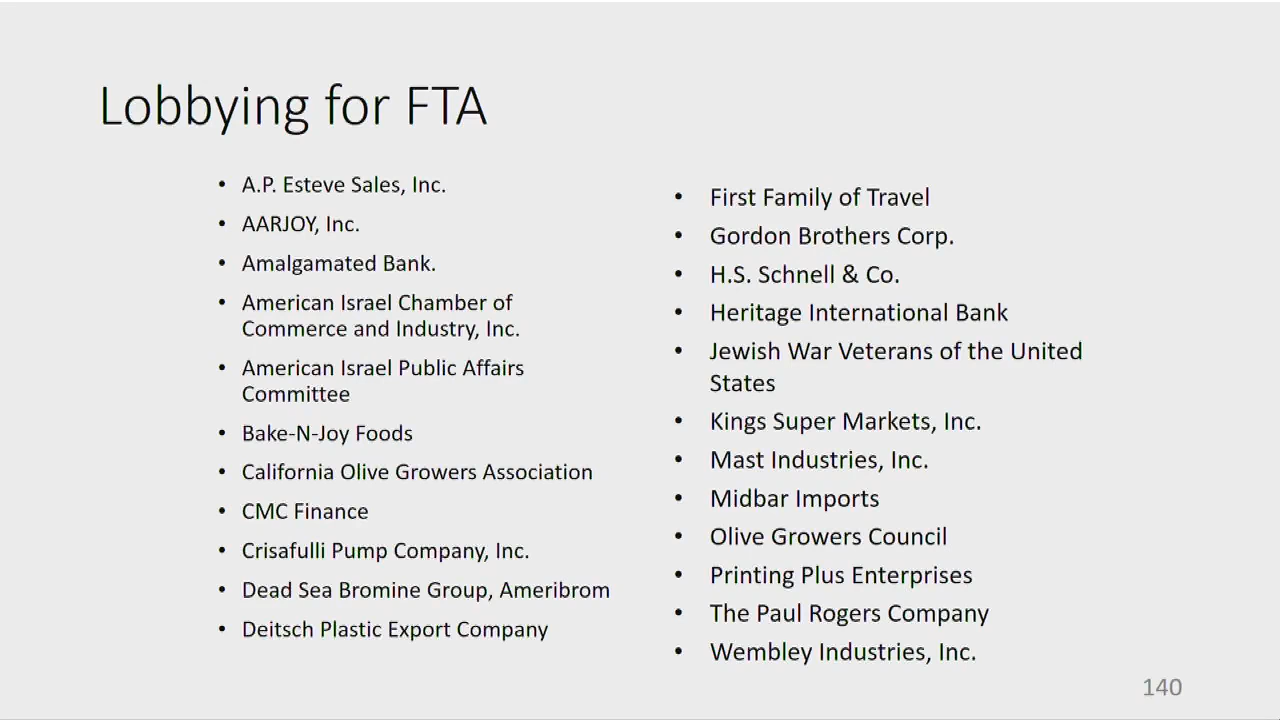 Lobbying for FTA
• A.P. Esteve Sales, Inc.
• AARJOY, Inc.
• Amalgamated Bank.
• American Israel Chamber of
Commerce and Industry, Inc.
• American Israel Public Affairs
Committee
• Bake-N-Joy Foods
• California Olive Growers Association
• CMC Finance
• Crisafulli Pump Company, Inc.
• Dead Sea Bromine Group, Ameribrom
• Deitsch Plastic Export Company
• First Family of Travel
• Gordon Brothers Corp.
• H.S. Schnell & Co.
• Heritage International Bank
• Jewish War Veterans of the United
States
• Kings Super Markets, Inc.
• Mast Industries, Inc.
• Midbar Imports
• Olive Growers Council
• Printing Plus Enterprises
• The Paul Rogers Company
• Wembley Industries, Inc.
140